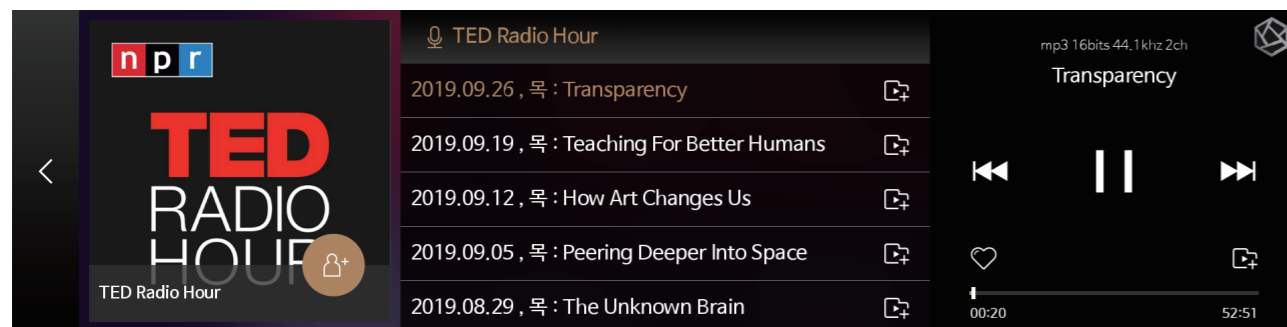 npr
TED
RADIO
HOUR
TED Radio Hour
TED Radio Hour
2019.09.26 , 목 : Transparency
2019.09.19 , 목 : Teaching For Better Humans
2019.09.12 , 목 : How Art Changes Us
2019.09.05 , 목 : Peering Deeper Into Space
2019.08.29 , 목 : The Unknown Brain
mp3 16bits 44.1khz 2ch
Transparency
00:20
52:51